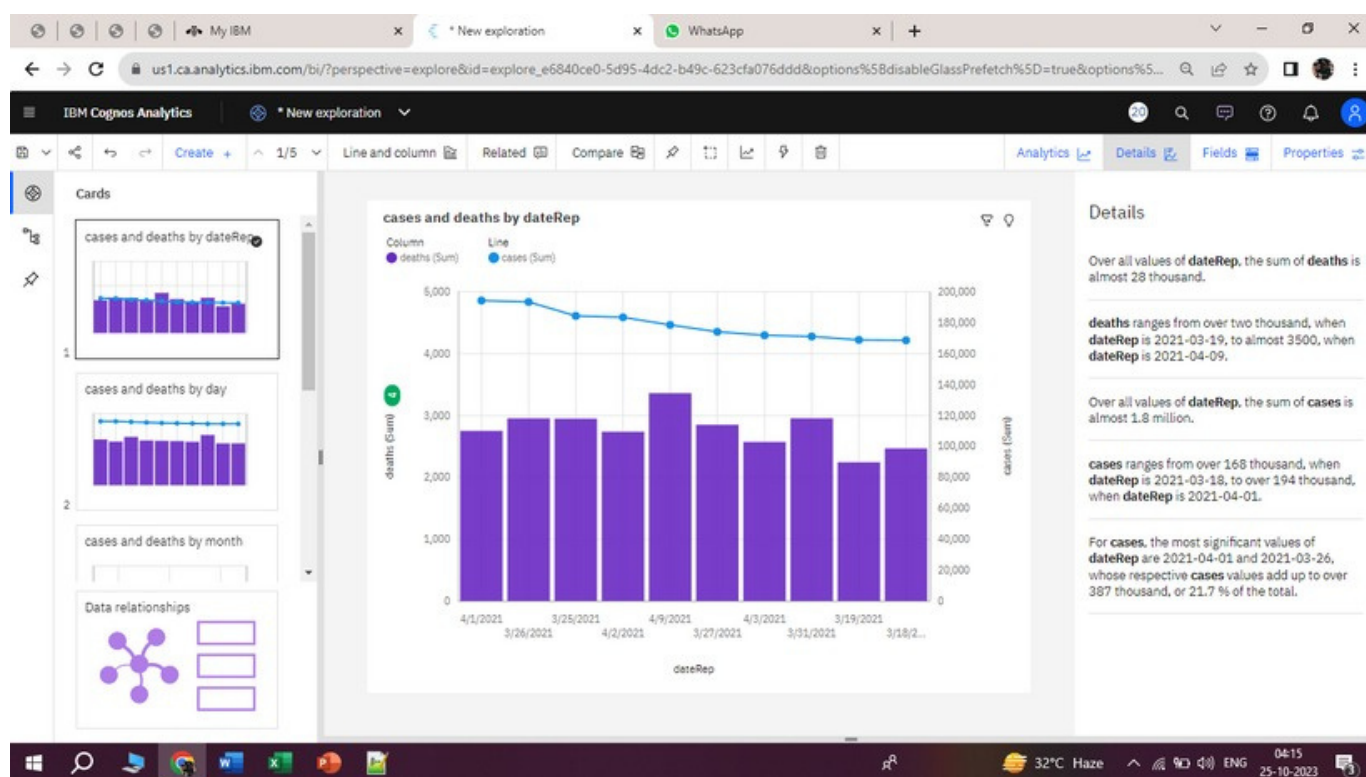 My IBM
* New exploration
WhatsApp
us1.ca.analytics.ibm.com/bi/?perspective=explore&id=explore_e6840ce0-5d95-4dc2-b49c-623cfa076ddd&options%5BdisableGlassPrefetch%5D=true&options%5...
IBM Cognos Analytics
* New exploration
20
Create +
1/5
Line and column
Related
Compare
Analytics
Details
Fields
Properties
Cards
cases and deaths by dateRep
1
cases and deaths by day
2
cases and deaths by month
Data relationships
cases and deaths by dateRep
Column
Line
deaths (Sum)
cases (Sum)
5,000
4,000
3,000
2,000
1,000
0
deaths (Sum)
200,000
180,000
160,000
140,000
120,000
100,000
80,000
60,000
40,000
20,000
0
cases (Sum)
4/1/2021
3/26/2021
3/25/2021
4/2/2021
4/9/2021
3/27/2021
4/3/2021
3/31/2021
3/19/2021
3/18/2...
dateRep
Details
Over all values of dateRep, the sum of deaths is
almost 28 thousand.
deaths ranges from over two thousand, when
dateRep is 2021-03-19, to almost 3500, when
dateRep is 2021-04-09.
Over all values of dateRep, the sum of cases is
almost 1.8 million.
cases ranges from over 168 thousand, when
dateRep is 2021-03-18, to over 194 thousand,
when dateRep is 2021-04-01.
For cases, the most significant values of
dateRep are 2021-04-01 and 2021-03-26,
whose respective cases values add up to over
387 thousand, or 21.7 % of the total.
32°C Haze
ENG
04:15
25-10-2023